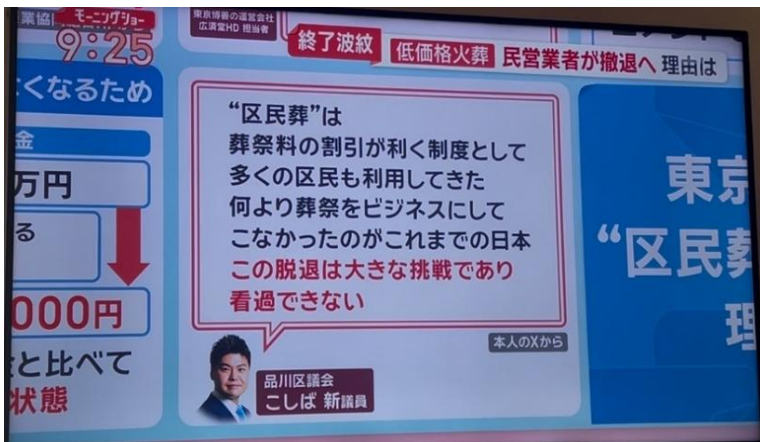 業協
モーニングショー
9:25
東京博善の運営会社
広済堂HD 担当者
終了波紋
低価格火葬 民営業者が撤退へ 理由は
くなるため
金
万円
る
000円
と比べて
状態
“区民葬”は
葬祭料の割引が利く制度として
多くの区民も利用してきた
何より葬祭をビジネスにして
こなかったのがこれまでの日本
この脱退は大きな挑戦であり
看過できない
本人のXから
品川区議会
こしば 新議員
東京
“区民葬
理